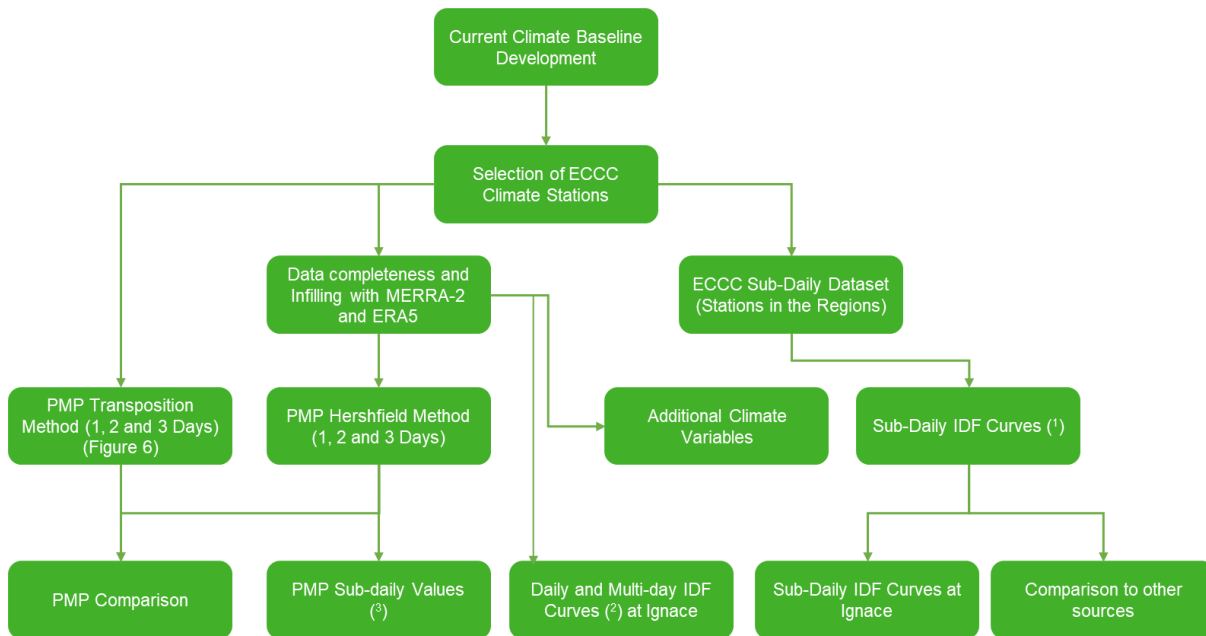 Current Climate Baseline
Development
Selection of ECCC
Climate Stations
Data completeness and
Infilling with MERRA-2
and ERA5
ECCC Sub-Daily Dataset
(Stations in the Regions)
PMP Transposition
Method (1, 2 and 3 Days)
(Figure 6)
PMP Hershfield Method
(1, 2 and 3 Days)
Additional Climate
Variables
Sub-Daily IDF Curves (¹)
PMP Comparison
PMP Sub-daily Values
(³)
Daily and Multi-day IDF
Curves (²) at Ignace
Sub-Daily IDF Curves at
Ignace
Comparison to other
sources